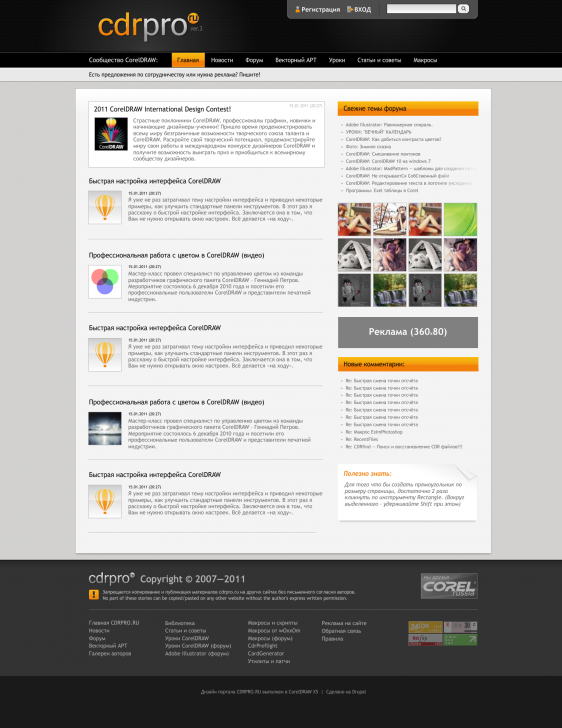 Регистрация ВХОД
cdrpro ru
ver.2
Сообщество CorelDRAW: Главная Новости Форум Векторный АРТ Уроки Статьи и советы Макросы
Есть предложения по сотрудничеству или нужна реклама? Пишите!
2011 CorelDRAW International Design Contest!
15.01.2011 (20:27)
Страстные поклонники CorelDRAW, профессионалы графики, новички и
начинающие дизайнеры-ученики! Пришло время продемонстрировать
всему миру безграничные возможности творческого союза таланта и
CorelDRAW. Раскройте свой творческий потенциал, продвиньте свои
работы в мир на международном конкурсе дизайнеров CorelDRAW и
получите возможность выиграть приз и приобщиться к всемирному
сообществу дизайнеров.
CorelDRAW
Быстрая настройка интерфейса CorelDRAW
15.01.2011 (20:27)
Я уже не раз затрагивал тему настройки интерфейса и приводил некоторые
примеры, как улучшить стандартные панели инструментов. В этот раз я
расскажу о быстрой настройке интерфейса. Заключается она в том, что
Вам не нужно открывать окно настроек. Всё делается «на ходу».
Профессиональная работа с цветом в CorelDRAW (видео)
15.01.2011 (20:27)
Мастер-класс провел специалист по управлению цветом из команды
разработчиков графического пакета CorelDRAW - Геннадий Петров.
Мероприятие состоялось 6 декабря 2010 года и посетили его
профессиональные пользователи CorelDRAW и представители печатной
индустрии.
Быстрая настройка интерфейса CorelDRAW
15.01.2011 (20:27)
Я уже не раз затрагивал тему настройки интерфейса и приводил некоторые
примеры, как улучшить стандартные панели инструментов. В этот раз я
расскажу о быстрой настройке интерфейса. Заключается она в том, что
Вам не нужно открывать окно настроек. Всё делается «на ходу».
Профессиональная работа с цветом в CorelDRAW (видео)
15.01.2011 (20:27)
Мастер-класс провел специалист по управлению цветом из команды
разработчиков графического пакета CorelDRAW - Геннадий Петров.
Мероприятие состоялось 6 декабря 2010 года и посетили его
профессиональные пользователи CorelDRAW и представители печатной
индустрии.
Быстрая настройка интерфейса CorelDRAW
15.01.2011 (20:27)
Я уже не раз затрагивал тему настройки интерфейса и приводил некоторые
примеры, как улучшить стандартные панели инструментов. В этот раз я
расскажу о быстрой настройке интерфейса. Заключается она в том, что
Вам не нужно открывать окно настроек. Всё делается «на ходу».
Свежие темы форума
Adobe Illustrator: Равномерная спираль.
УРОКИ: "ВЕЧНЫЙ" КАЛЕНДАРЬ
CorelDRAW: Как добиться контраста цветов?
Фото: Зимняя сказка
CorelDRAW: Смешивание пантонов
CorelDRAW: CorelDRAW 10 на windows 7
Adobe Illustrator: MadPattern — шаблоны для создания
CorelDRAW: Не открывается Собственный файл
CorelDRAW: Редактирование текста в логотипе
Программы: Exel таблицы в Corel
Реклама (360.80)
Новые комментарии:
Re: Быстрая смена точки отсчёта
Re: Быстрая смена точки отсчёта
Re: Быстрая смена точки отсчёта
Re: Быстрая смена точки отсчёта
Re: Быстрая смена точки отсчёта
Re: Быстрая смена точки отсчёта
Re: Быстрая смена точки отсчёта
Re: Макрос ExInPhotoshop
Re: RecentFiles
Re: CDRfind — Поиск и восстановление CDR файлов!!!
Полезно знать:
Для того что бы создать прямоугольник по
размеру страницы, достаточно 2 раза
кликнуть по инструменту Rectangle. (Вокруг
выделенного - удерживайте Shift при этом)
cdrpro Copyright © 2007—2011
Запрещается копирование и публикация материалов cdrpro.ru на других сайтах без письменного согласия авторов.
No part of these stories can be copied/posted on any other website without the author's express written permission.
COREL
RUSSIA
Главная CDRPRO.RU
Новости
Форум
Векторный АРТ
Галереи авторов
Библиотека
Статьи и советы
Уроки CorelDRAW
Уроки CorelDRAW (форум)
Adobe Illustrator (форум)
Макросы и скрипты
Макросы от wOxxOm
Макросы (форум)
CdrPreflight
CardGenerator
Утилиты и патчи
Реклама на сайте
Обратная связь
Правила
Дизайн портала CDRPRO.RU выполнен в CorelDRAW X5 | Сделано на Drupal